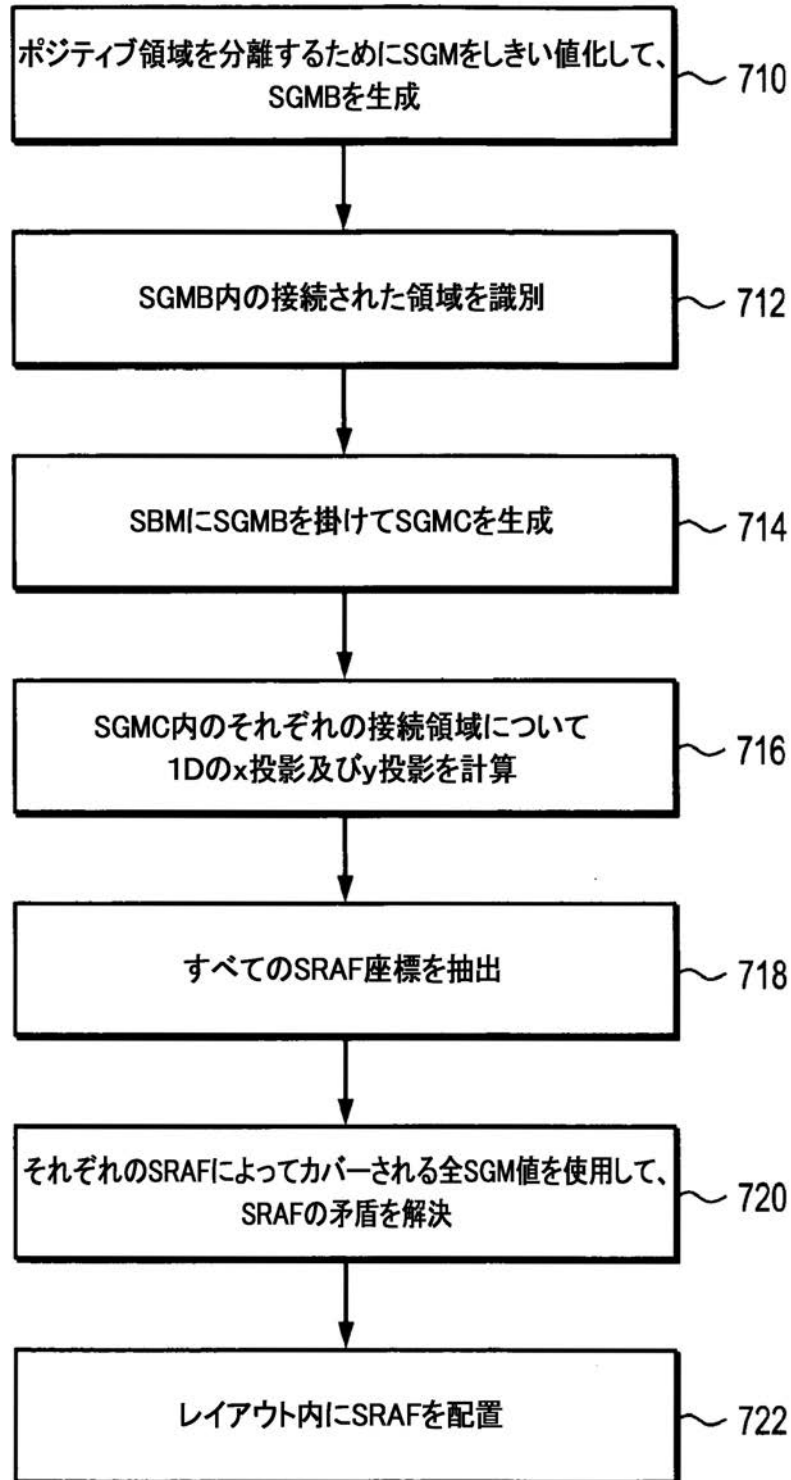 ポジティブ領域を分離するためにSGMをしきい値化して、
SGMBを生成
710
SGMB内の接続された領域を識別
712
SBMにSGMBを掛けてSGMCを生成
714
SGMC内のそれぞれの接続領域について
1Dのx投影及びy投影を計算
716
すべてのSRAF座標を抽出
718
それぞれのSRAFによってカバーされる全SGM値を使用して、
SRAFの矛盾を解決
720
レイアウト内にSRAFを配置
722